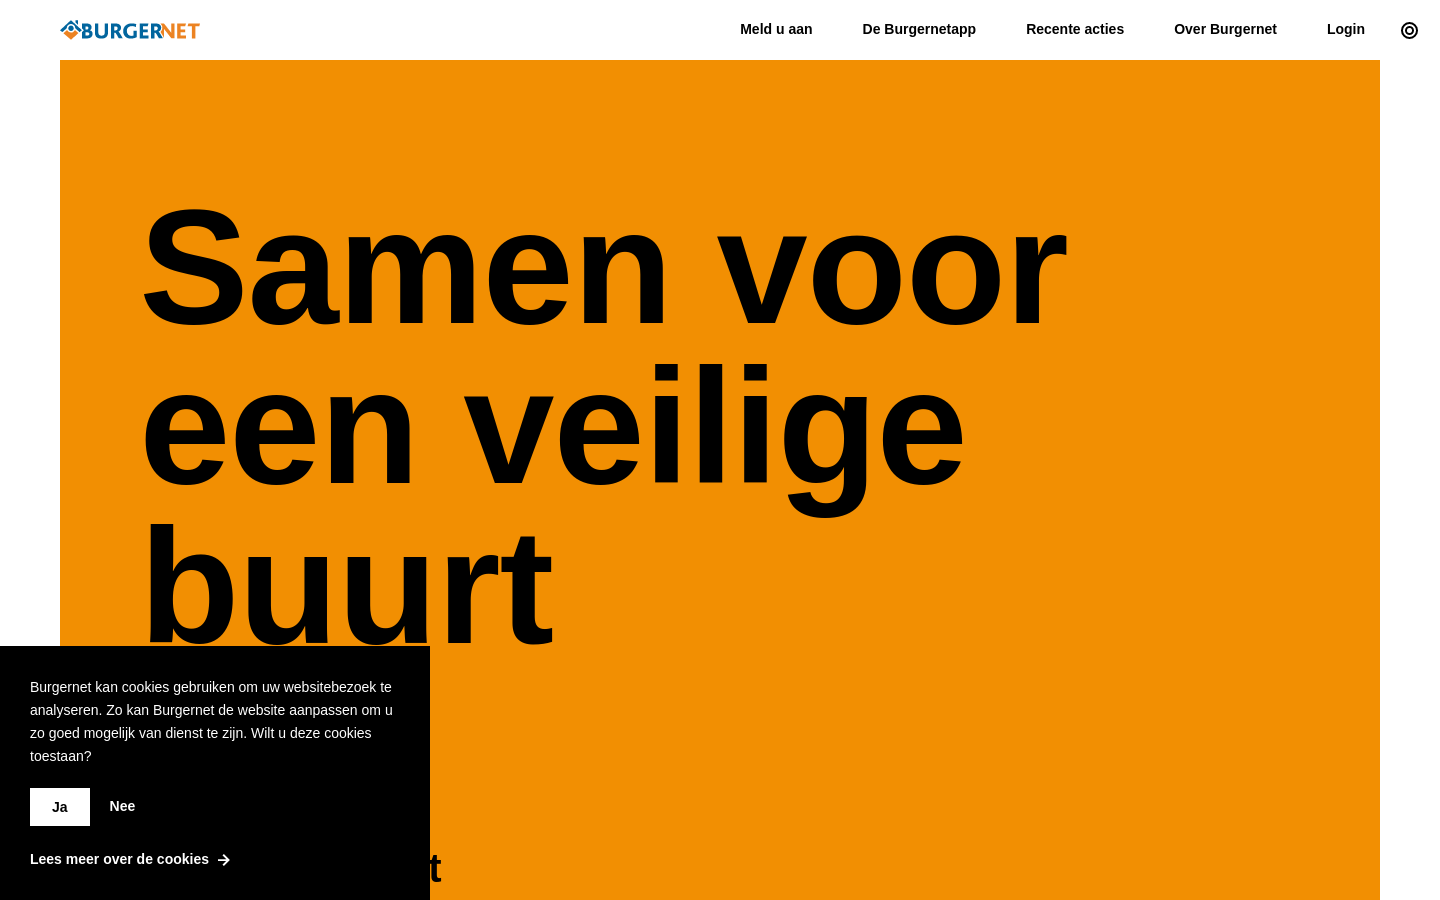 BURGERNET
Meld u aan
De Burgernetapp
Recente acties
Over Burgernet
Login
Samen voor
een veilige
buurt
Burgernet kan cookies gebruiken om uw websitebezoek te
analyseren. Zo kan Burgernet de website aanpassen om u
zo goed mogelijk van dienst te zijn. Wilt u deze cookies
toestaan?
Ja
Nee
Lees meer over de cookies